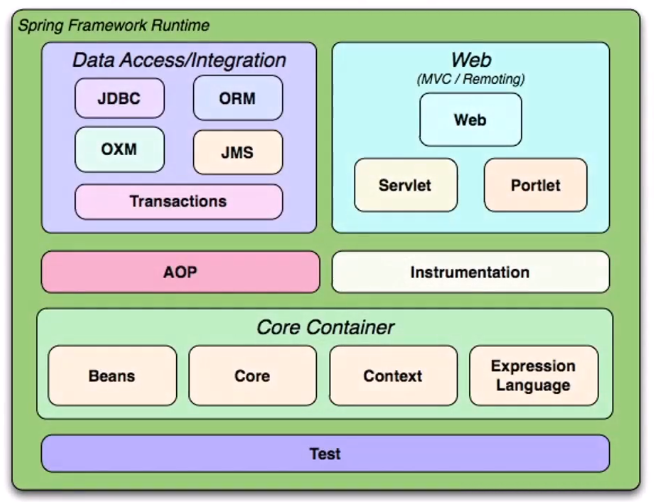 Spring Framework Runtime
Data Access/Integration
JDBC
ORM
OXM
JMS
Transactions
Web
(MVC / Remoting)
Web
Servlet
Portlet
AOP
Instrumentation
Core Container
Beans
Core
Context
Expression
Language
Test